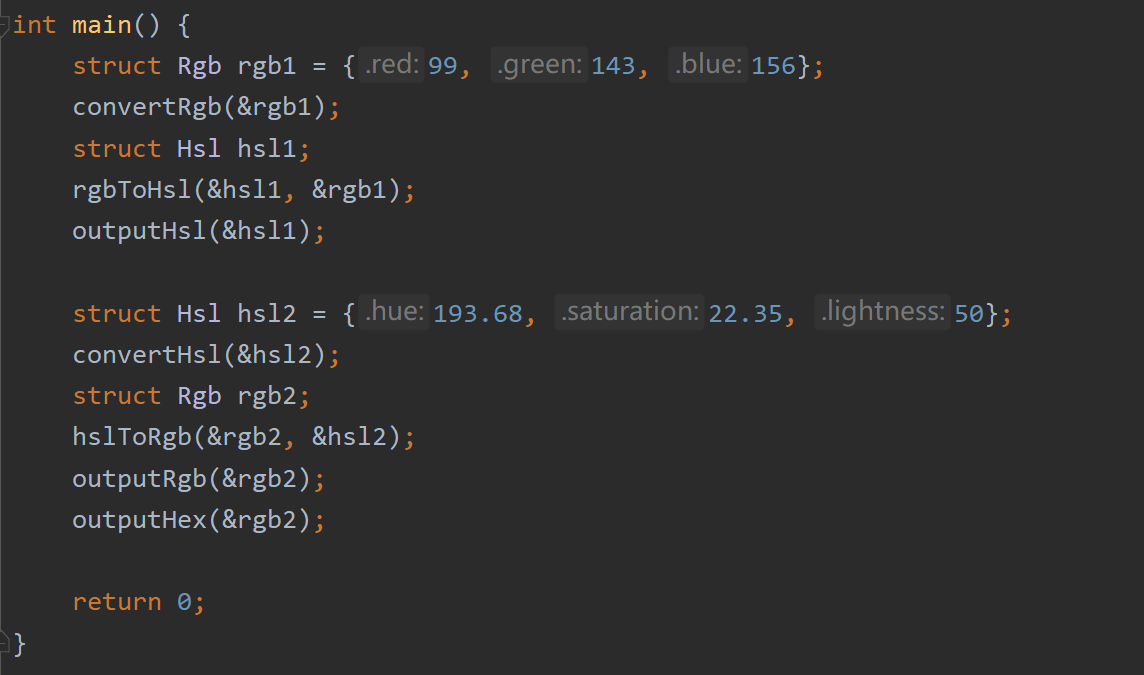 int main() {
    struct Rgb rgb1 = { .red: 99, .green: 143, .blue: 156};
    convertRgb(&rgb1);
    struct Hsl hsl1;
    rgbToHsl(&hsl1, &rgb1);
    outputHsl(&hsl1);

    struct Hsl hsl2 = { .hue: 193.68, .saturation: 22.35, .lightness: 50};
    convertHsl(&hsl2);
    struct Rgb rgb2;
    hslToRgb(&rgb2, &hsl2);
    outputRgb(&rgb2);
    outputHex(&rgb2);

    return 0;
}